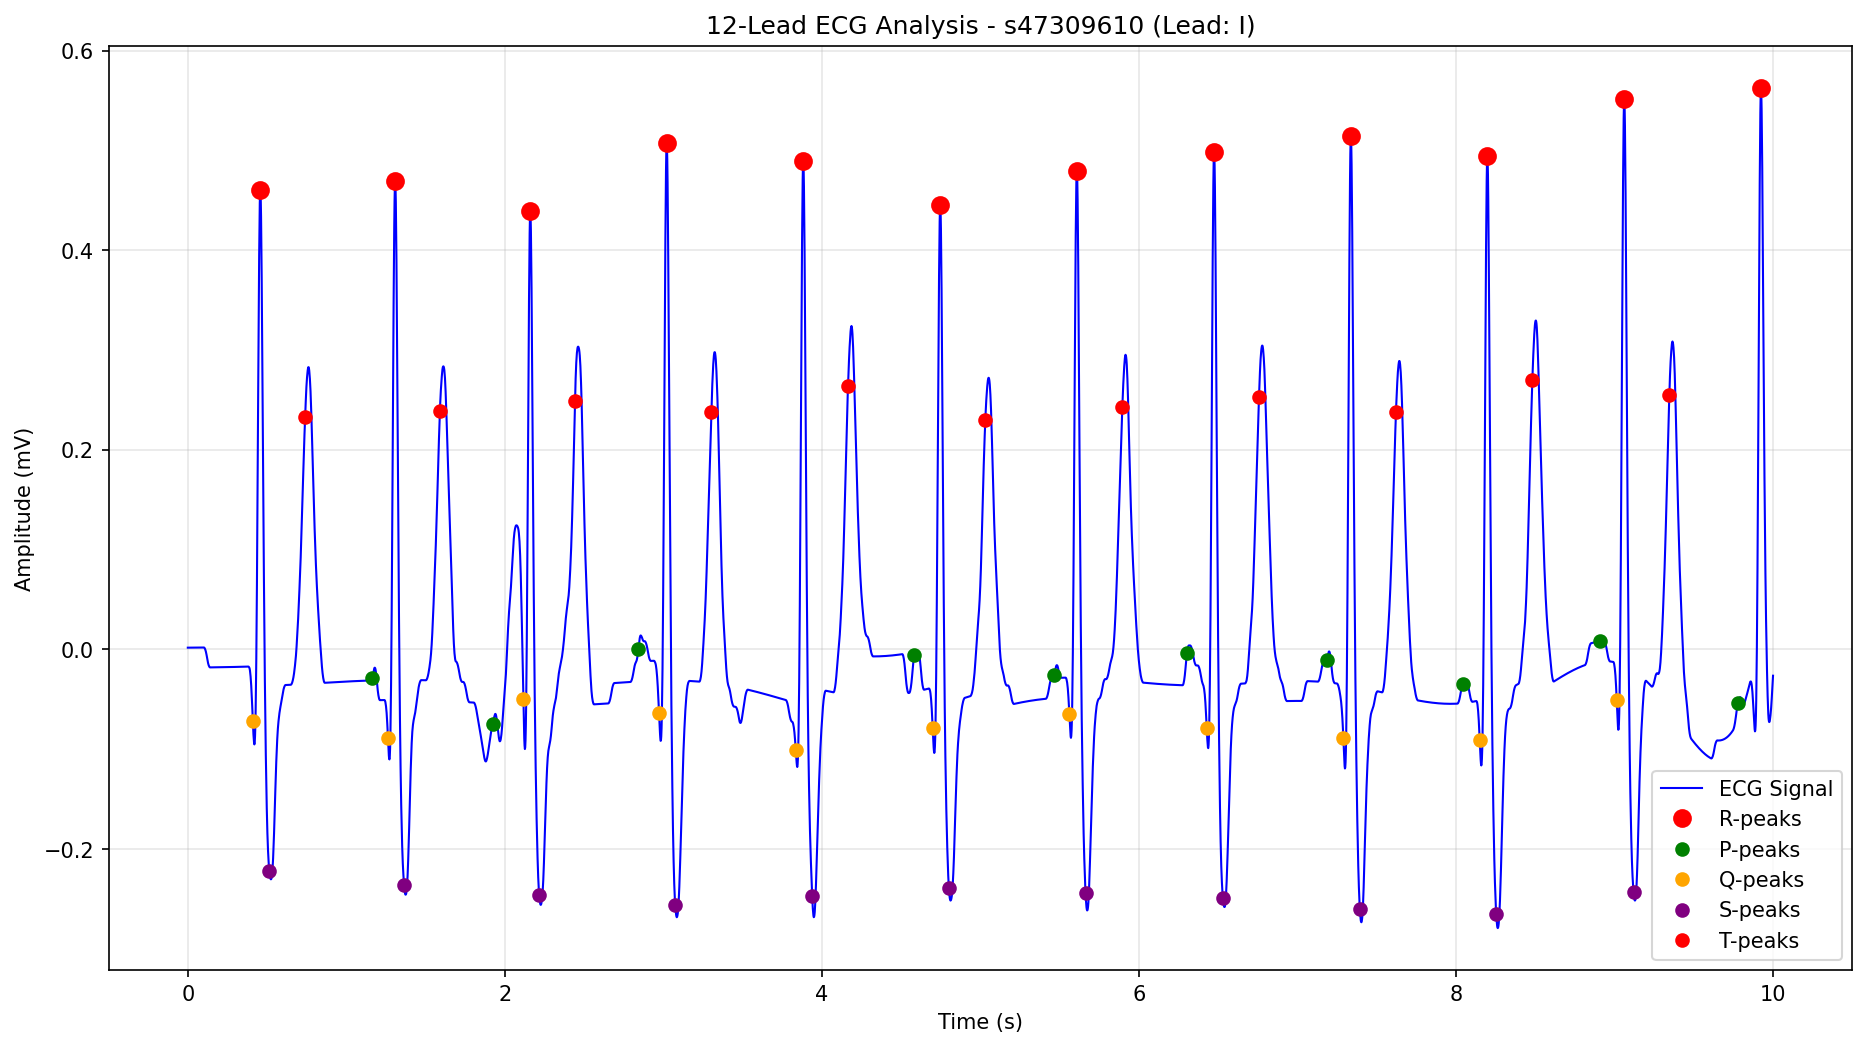 12-Lead ECG Analysis - s47309610 (Lead: I)
0.6
0.4
0.2
0.0
−0.2
Amplitude (mV)
0 2 4 6 8 10
Time (s)
ECG Signal
R-peaks
P-peaks
Q-peaks
S-peaks
T-peaks